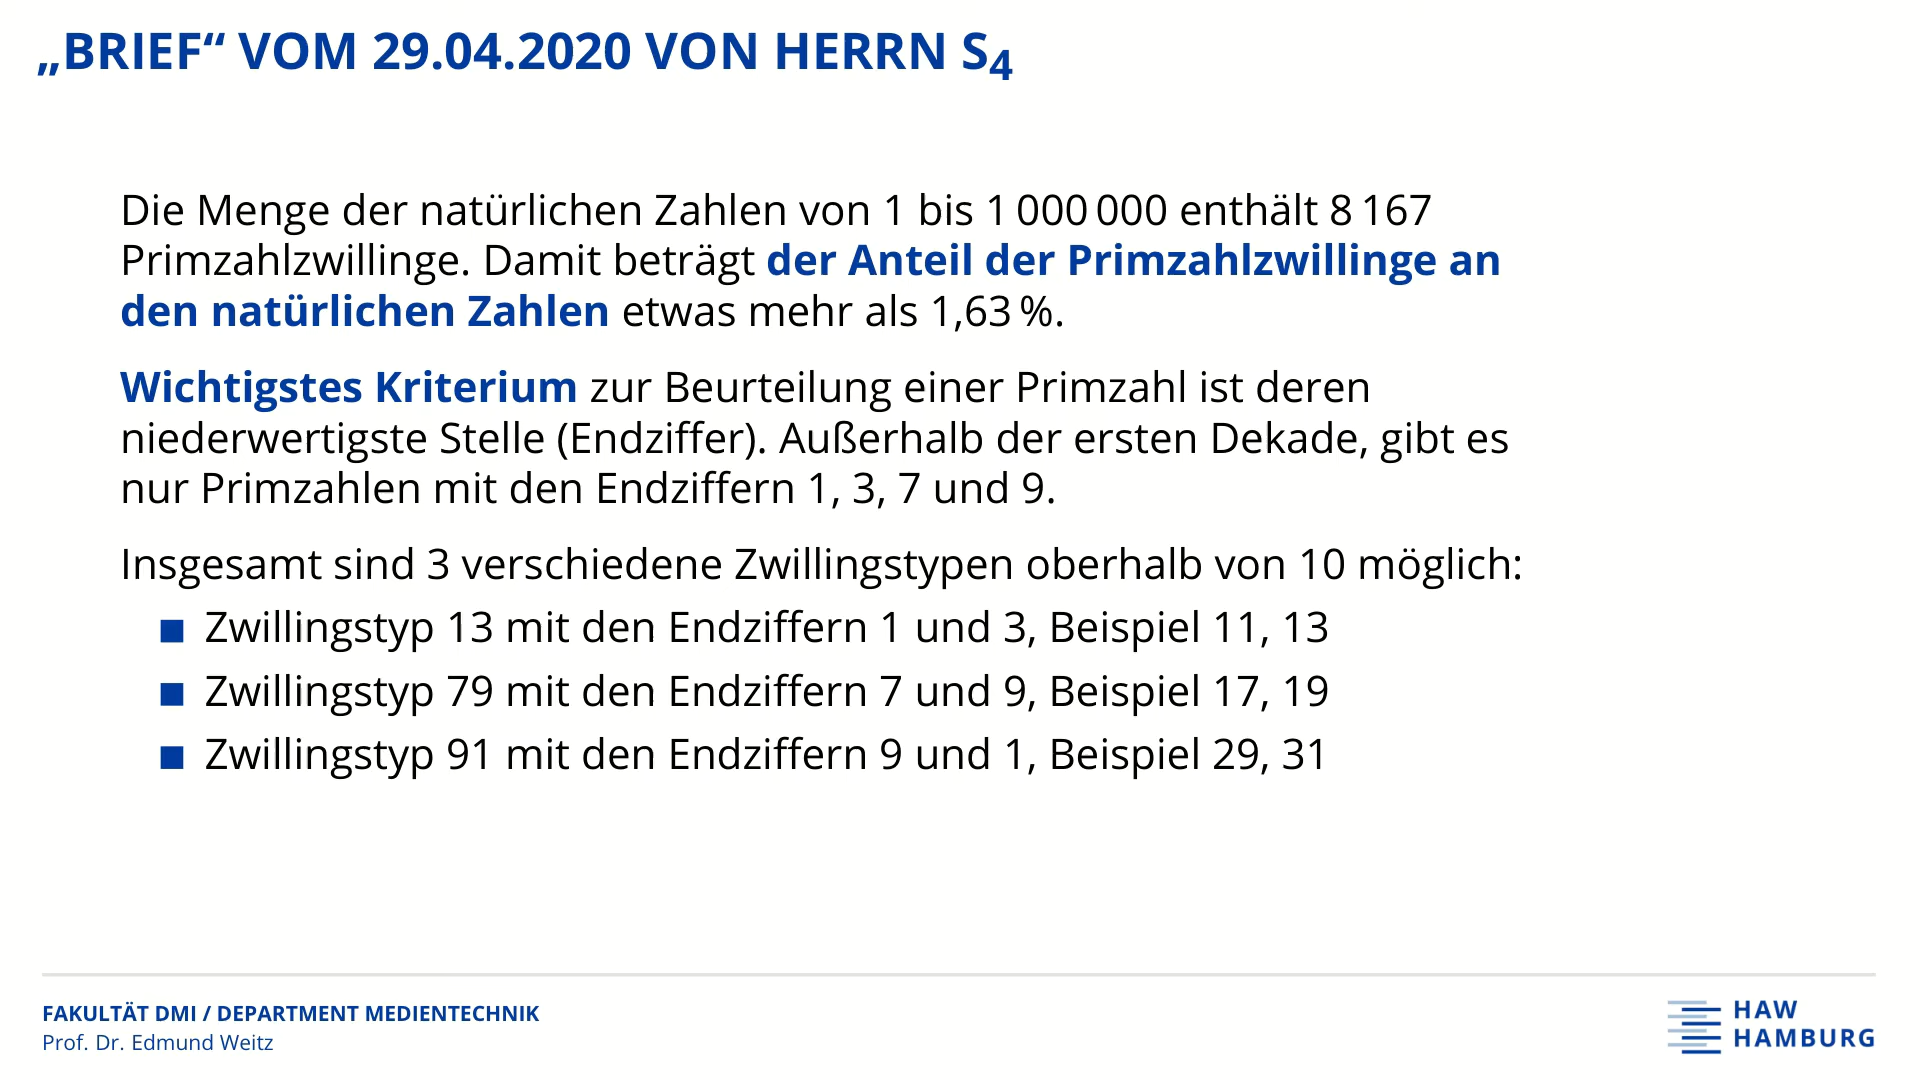 „BRIEF“ VOM 29.04.2020 VON HERRN S₄
Die Menge der natürlichen Zahlen von 1 bis 1 000 000 enthält 8 167
Primzahlzwillinge. Damit beträgt der Anteil der Primzahlzwillinge an
den natürlichen Zahlen etwas mehr als 1,63 %.
Wichtigstes Kriterium zur Beurteilung einer Primzahl ist deren
niederwertigste Stelle (Endziffer). Außerhalb der ersten Dekade, gibt es
nur Primzahlen mit den Endziffern 1, 3, 7 und 9.
Insgesamt sind 3 verschiedene Zwillingstypen oberhalb von 10 möglich:
■ Zwillingstyp 13 mit den Endziffern 1 und 3, Beispiel 11, 13
■ Zwillingstyp 79 mit den Endziffern 7 und 9, Beispiel 17, 19
■ Zwillingstyp 91 mit den Endziffern 9 und 1, Beispiel 29, 31
FAKULTÄT DMI / DEPARTMENT MEDIENTECHNIK
Prof. Dr. Edmund Weitz
HAW
HAMBURG